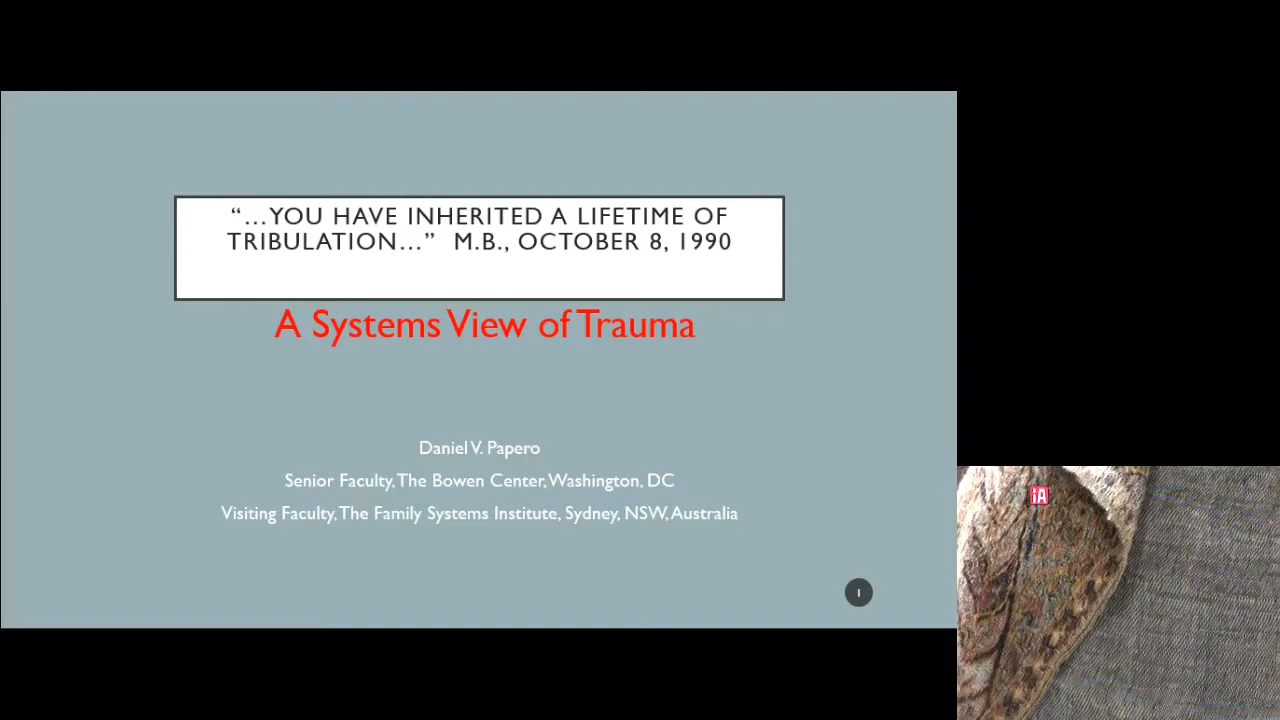 “…YOU HAVE INHERITED A LIFETIME OF
TRIBULATION…” M.B., OCTOBER 8, 1990
A Systems View of Trauma
Daniel V. Papero
Senior Faculty, The Bowen Center, Washington, DC
Visiting Faculty, The Family Systems Institute, Sydney, NSW, Australia
1
iA